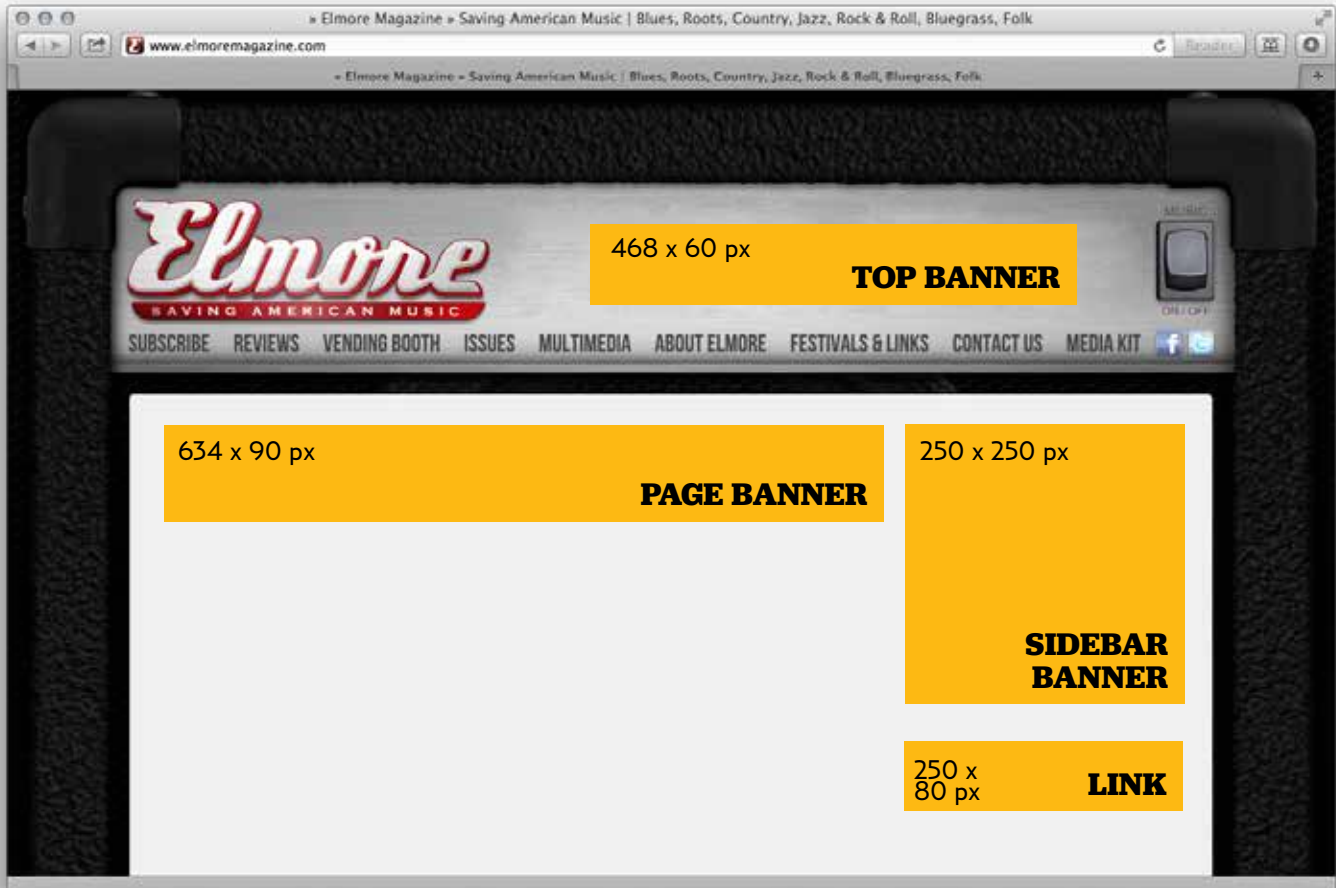 » Elmore Magazine » Saving American Music | Blues, Roots, Country, Jazz, Rock & Roll, Bluegrass, Folk
www.elmoremagazine.com
Reader
» Elmore Magazine » Saving American Music | Blues, Roots, Country, Jazz, Rock & Roll, Bluegrass, Folk
MUSIC
Elmore
SAVING AMERICAN MUSIC
468 x 60 px
TOP BANNER
ON / OFF
SUBSCRIBE REVIEWS VENDING BOOTH ISSUES MULTIMEDIA ABOUT ELMORE FESTIVALS & LINKS CONTACT US MEDIA KIT f
634 x 90 px
PAGE BANNER
250 x 250 px
SIDEBAR
BANNER
250 x
80 px
LINK